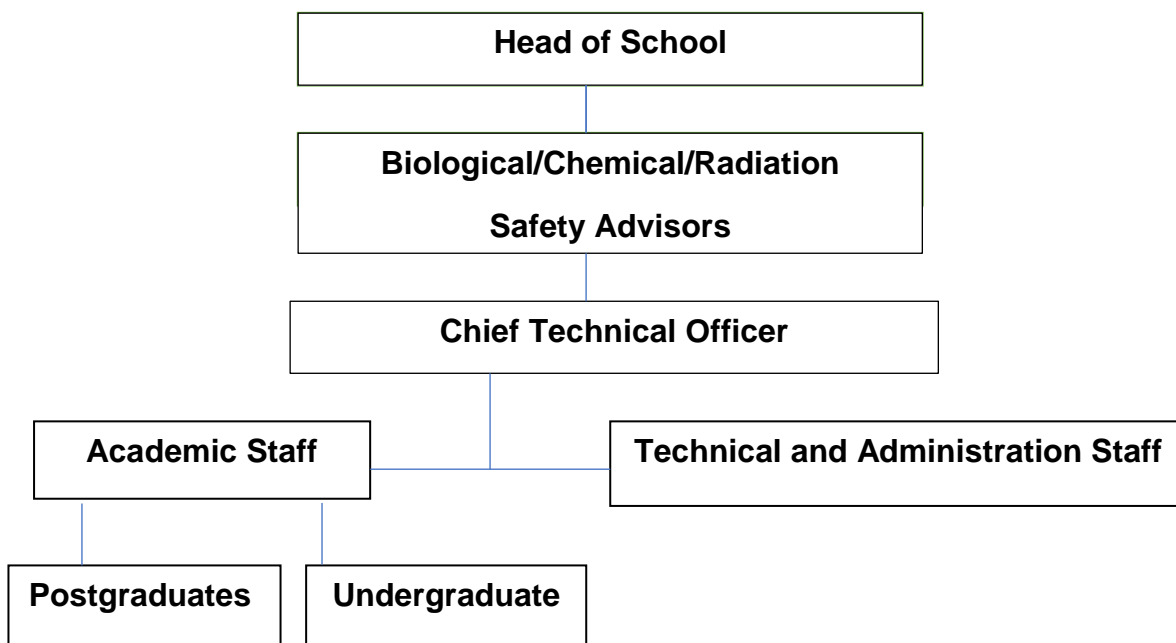 Head of School
Biological/Chemical/Radiation
Safety Advisors
Chief Technical Officer
Academic Staff
Technical and Administration Staff
Postgraduates
Undergraduate